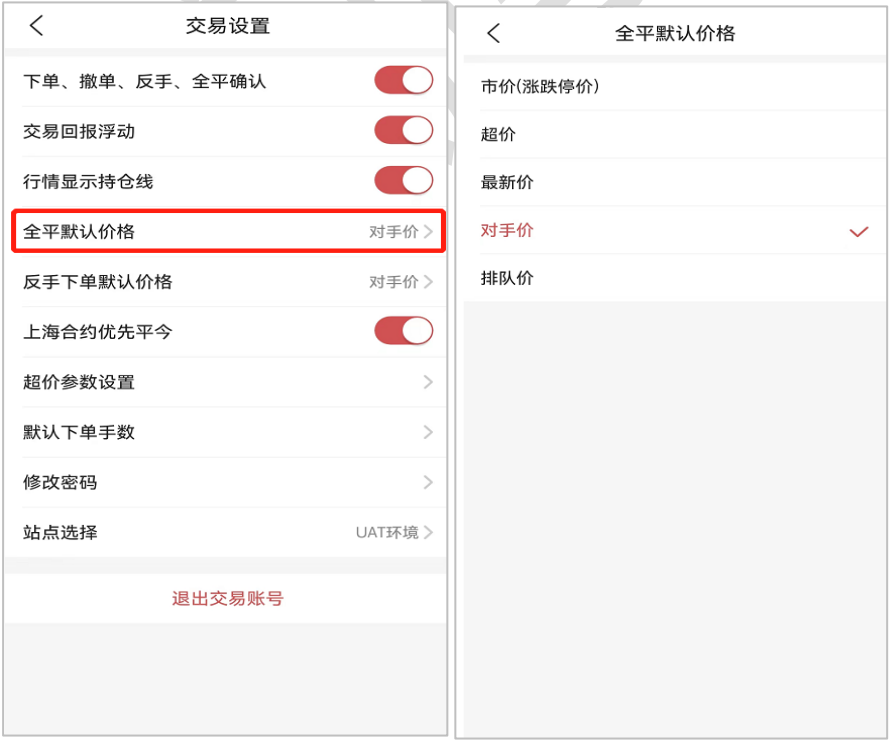 交易设置
下单、撤单、反手、全平确认
交易回报浮动
行情显示持仓线
全平默认价格 对手价
反手下单默认价格 对手价
上海合约优先平今
超价参数设置
默认下单手数
修改密码
站点选择 UAT环境
退出交易账号
全平默认价格
市价(涨跌停价)
超价
最新价
对手价
排队价